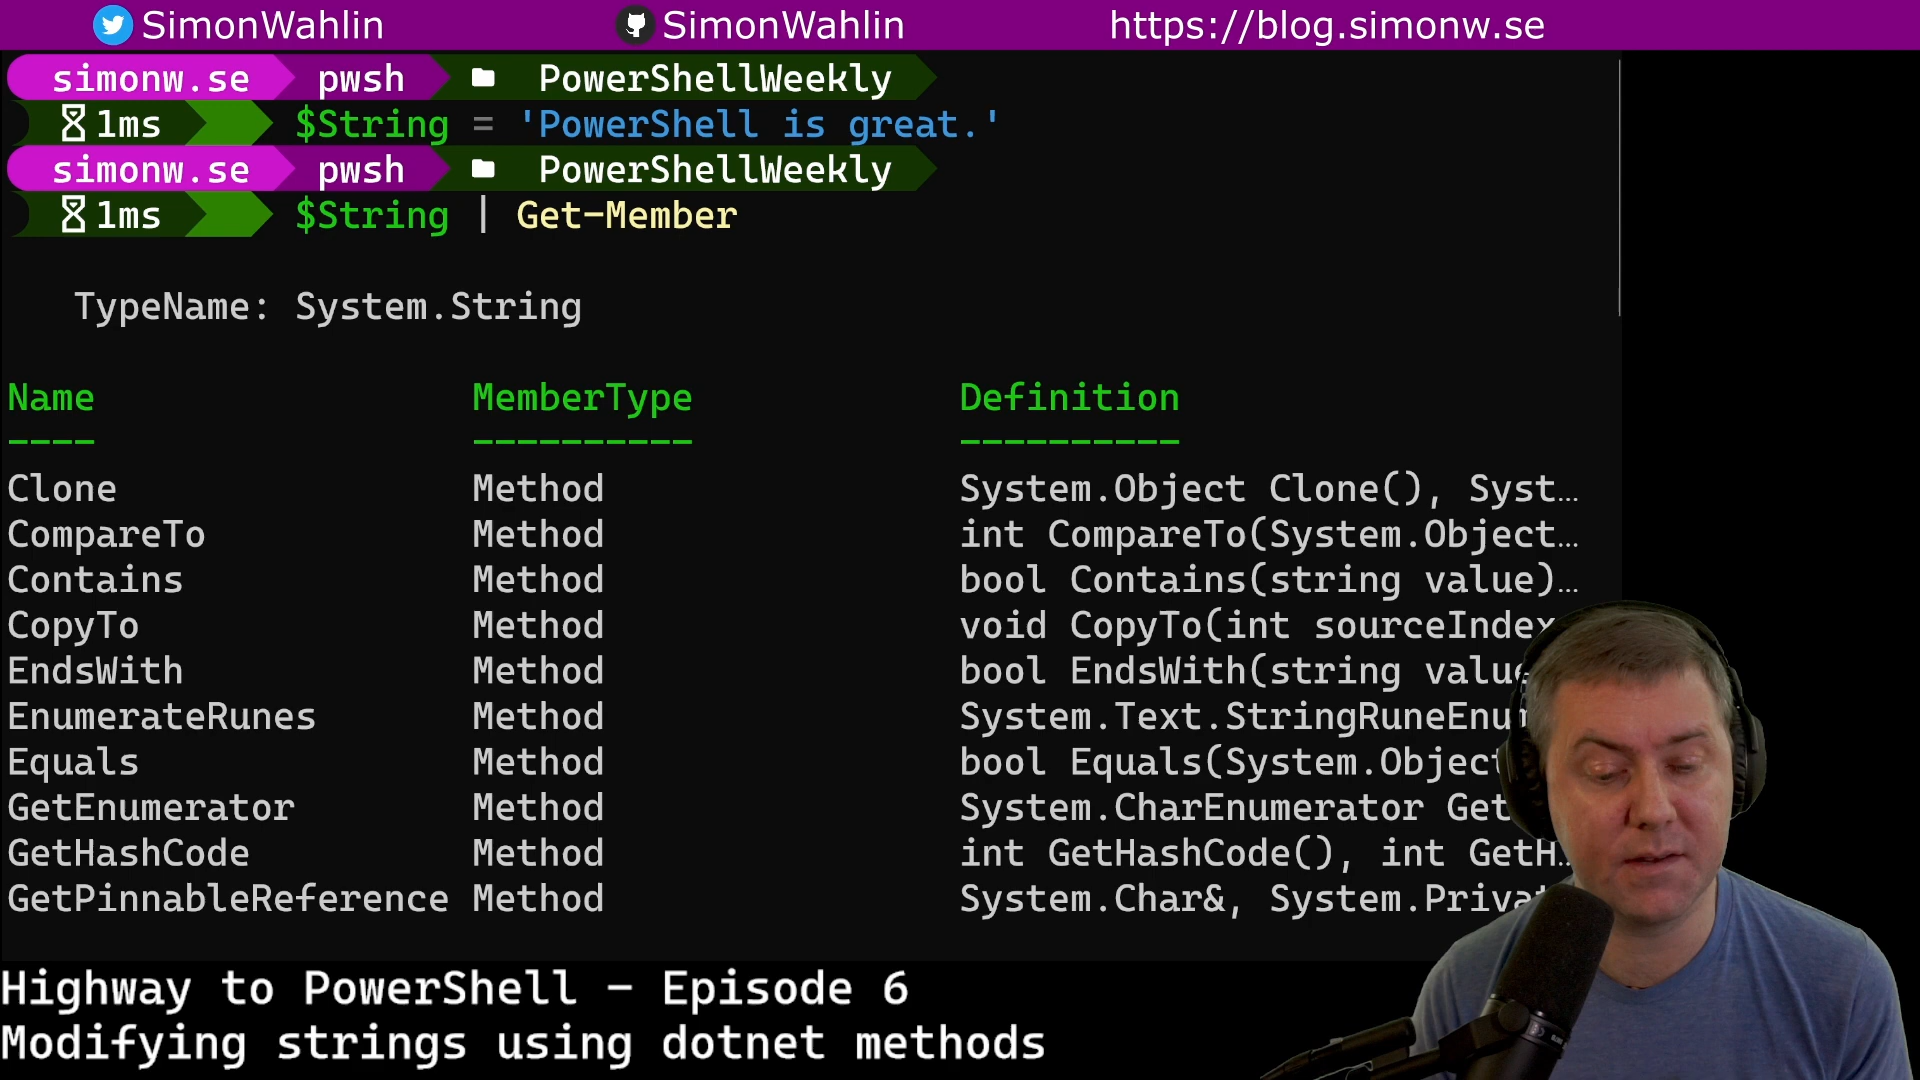 SimonWahlin SimonWahlin https://blog.simonw.se
simonw.se pwsh PowerShellWeekly
1ms $String = 'PowerShell is great.'
simonw.se pwsh PowerShellWeekly
1ms $String | Get-Member
TypeName: System.String
Name MemberType Definition
---- ---------- ----------
Clone Method System.Object Clone(), Syst…
CompareTo Method int CompareTo(System.Object…
Contains Method bool Contains(string value)…
CopyTo Method void CopyTo(int sourceIndex
EndsWith Method bool EndsWith(string value
EnumerateRunes Method System.Text.StringRuneEnum
Equals Method bool Equals(System.Object
GetEnumerator Method System.CharEnumerator Get
GetHashCode Method int GetHashCode(), int GetH…
GetPinnableReference Method System.Char&, System.Privat
Highway to PowerShell - Episode 6
Modifying strings using dotnet methods